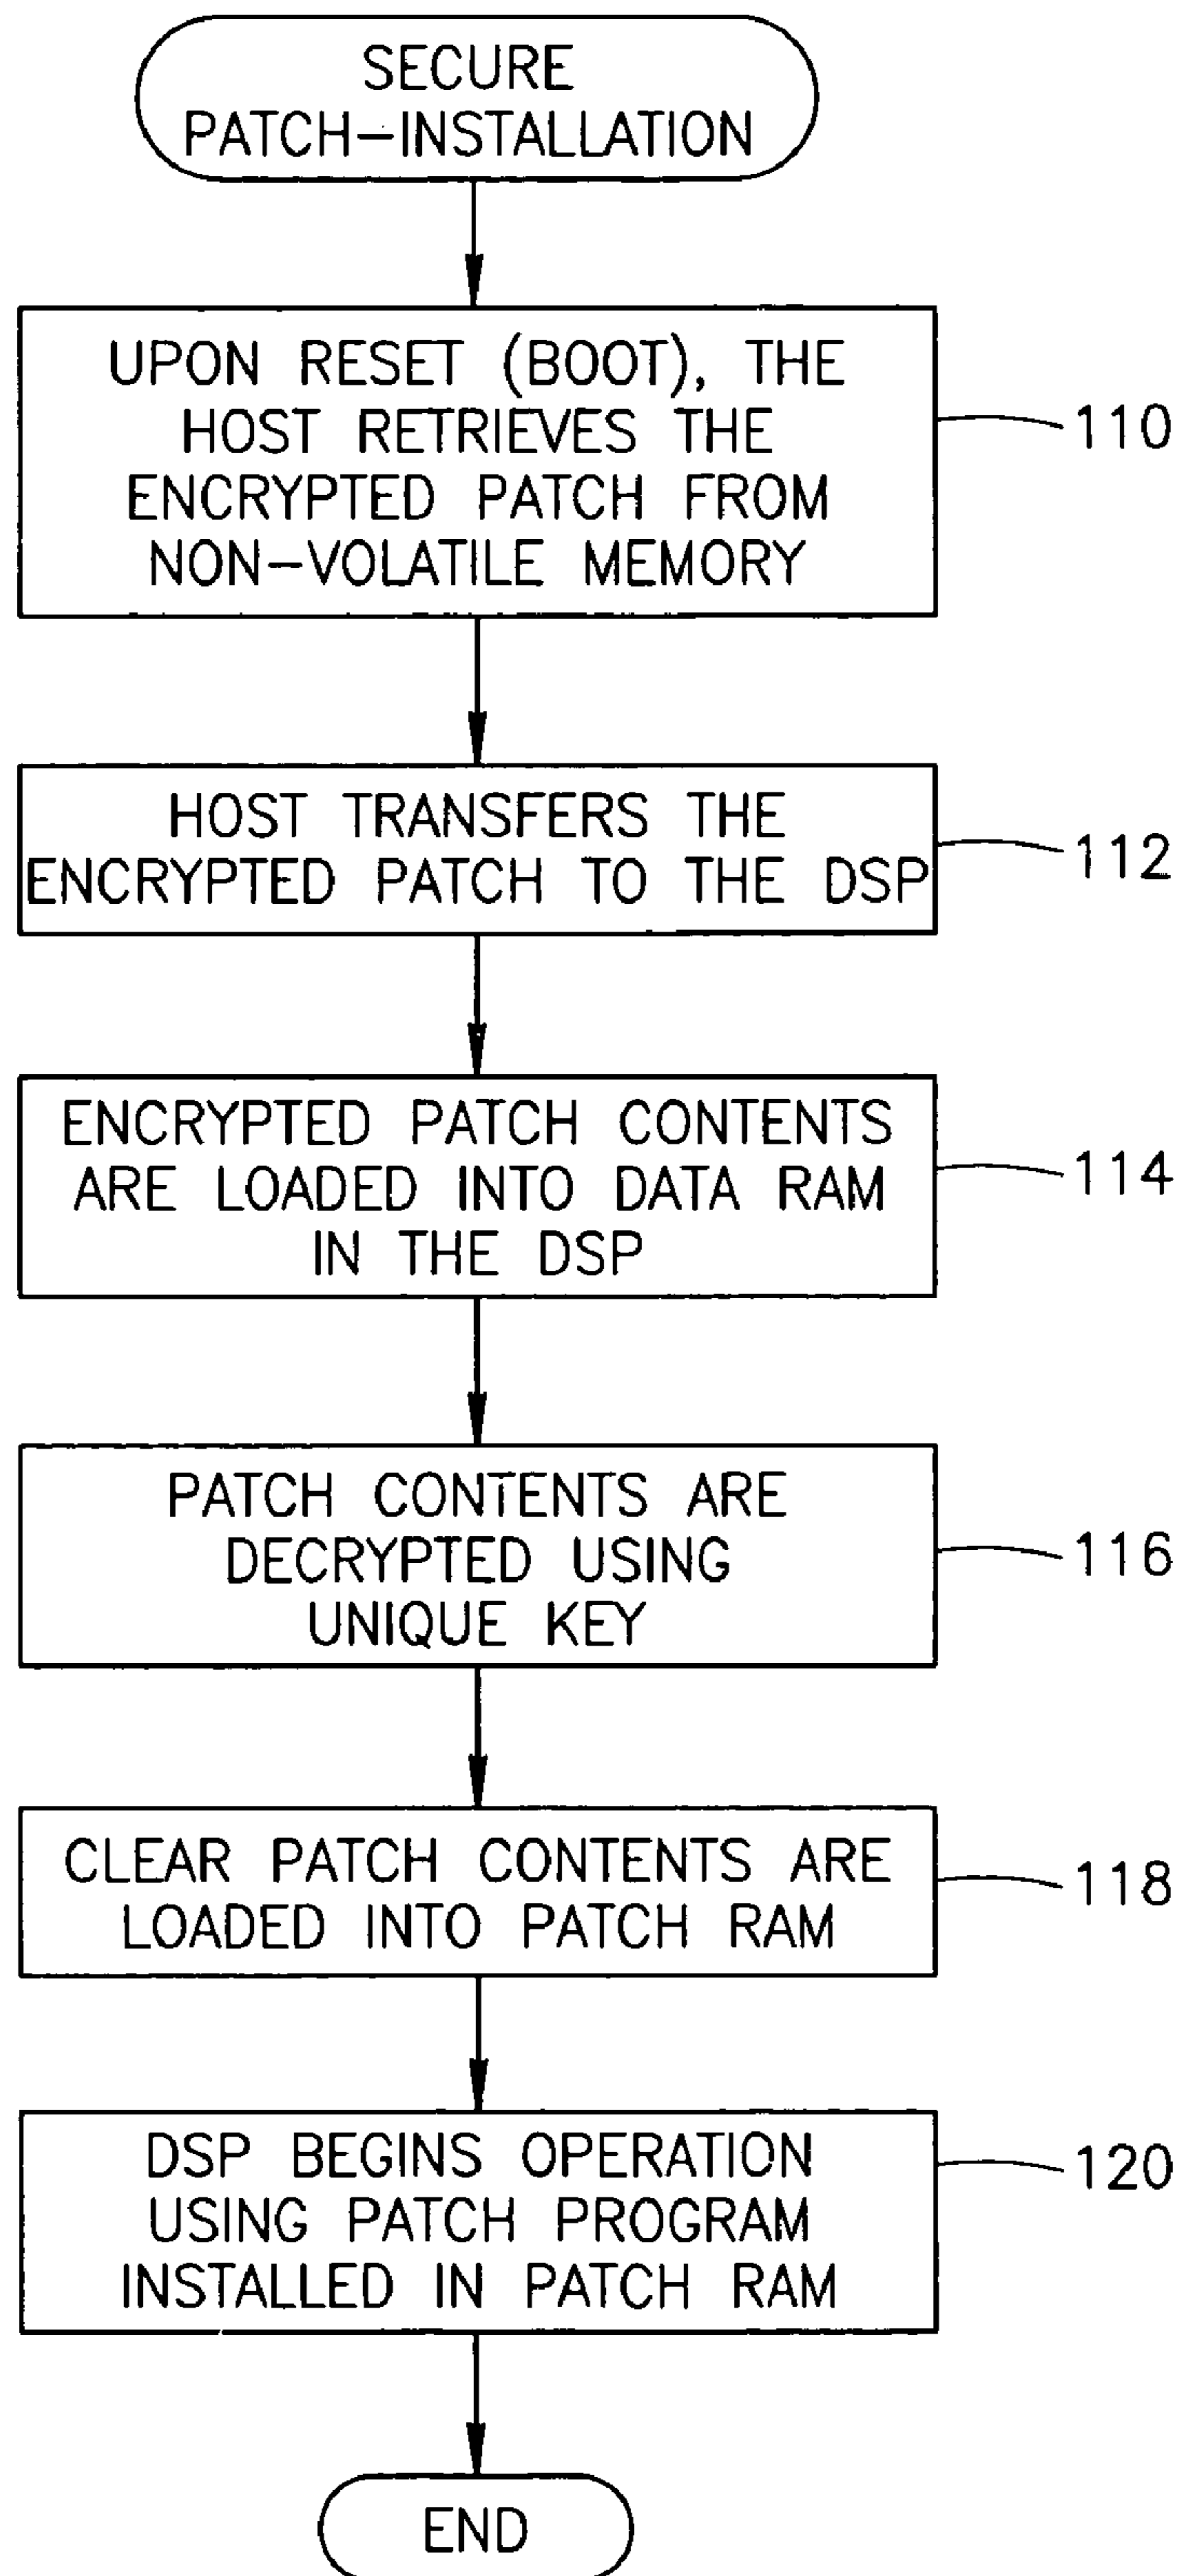 SECURE
PATCH-INSTALLATION
UPON RESET (BOOT), THE
HOST RETRIEVES THE
ENCRYPTED PATCH FROM
NON-VOLATILE MEMORY
110
HOST TRANSFERS THE
ENCRYPTED PATCH TO THE DSP
112
ENCRYPTED PATCH CONTENTS
ARE LOADED INTO DATA RAM
IN THE DSP
114
PATCH CONTENTS ARE
DECRYPTED USING
UNIQUE KEY
116
CLEAR PATCH CONTENTS ARE
LOADED INTO PATCH RAM
118
DSP BEGINS OPERATION
USING PATCH PROGRAM
INSTALLED IN PATCH RAM
120
END